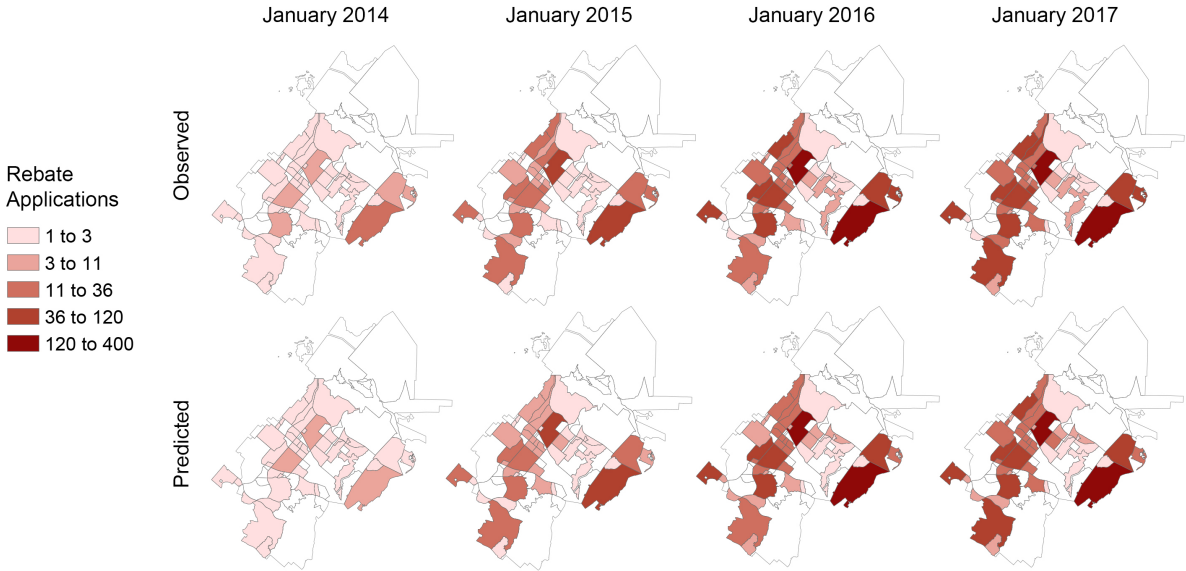 January 2014
January 2015
January 2016
January 2017
Observed
Rebate
Applications
1 to 3
3 to 11
11 to 36
36 to 120
120 to 400
Predicted